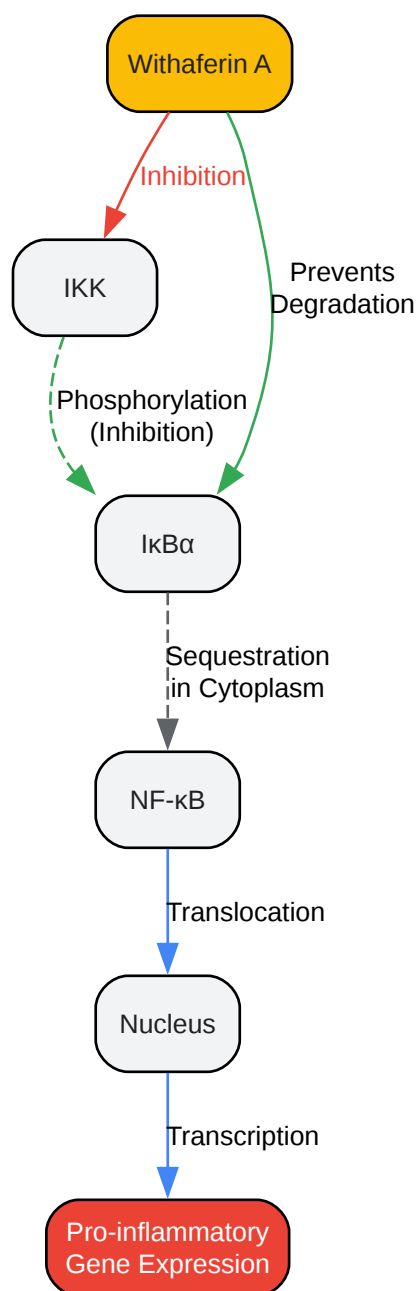 Withaferin A
Inhibition
IKK
Prevents
Degradation
Phosphorylation
(Inhibition)
IκBα
Sequestration
in Cytoplasm
NF-κB
Translocation
Nucleus
Transcription
Pro-inflammatory
Gene Expression